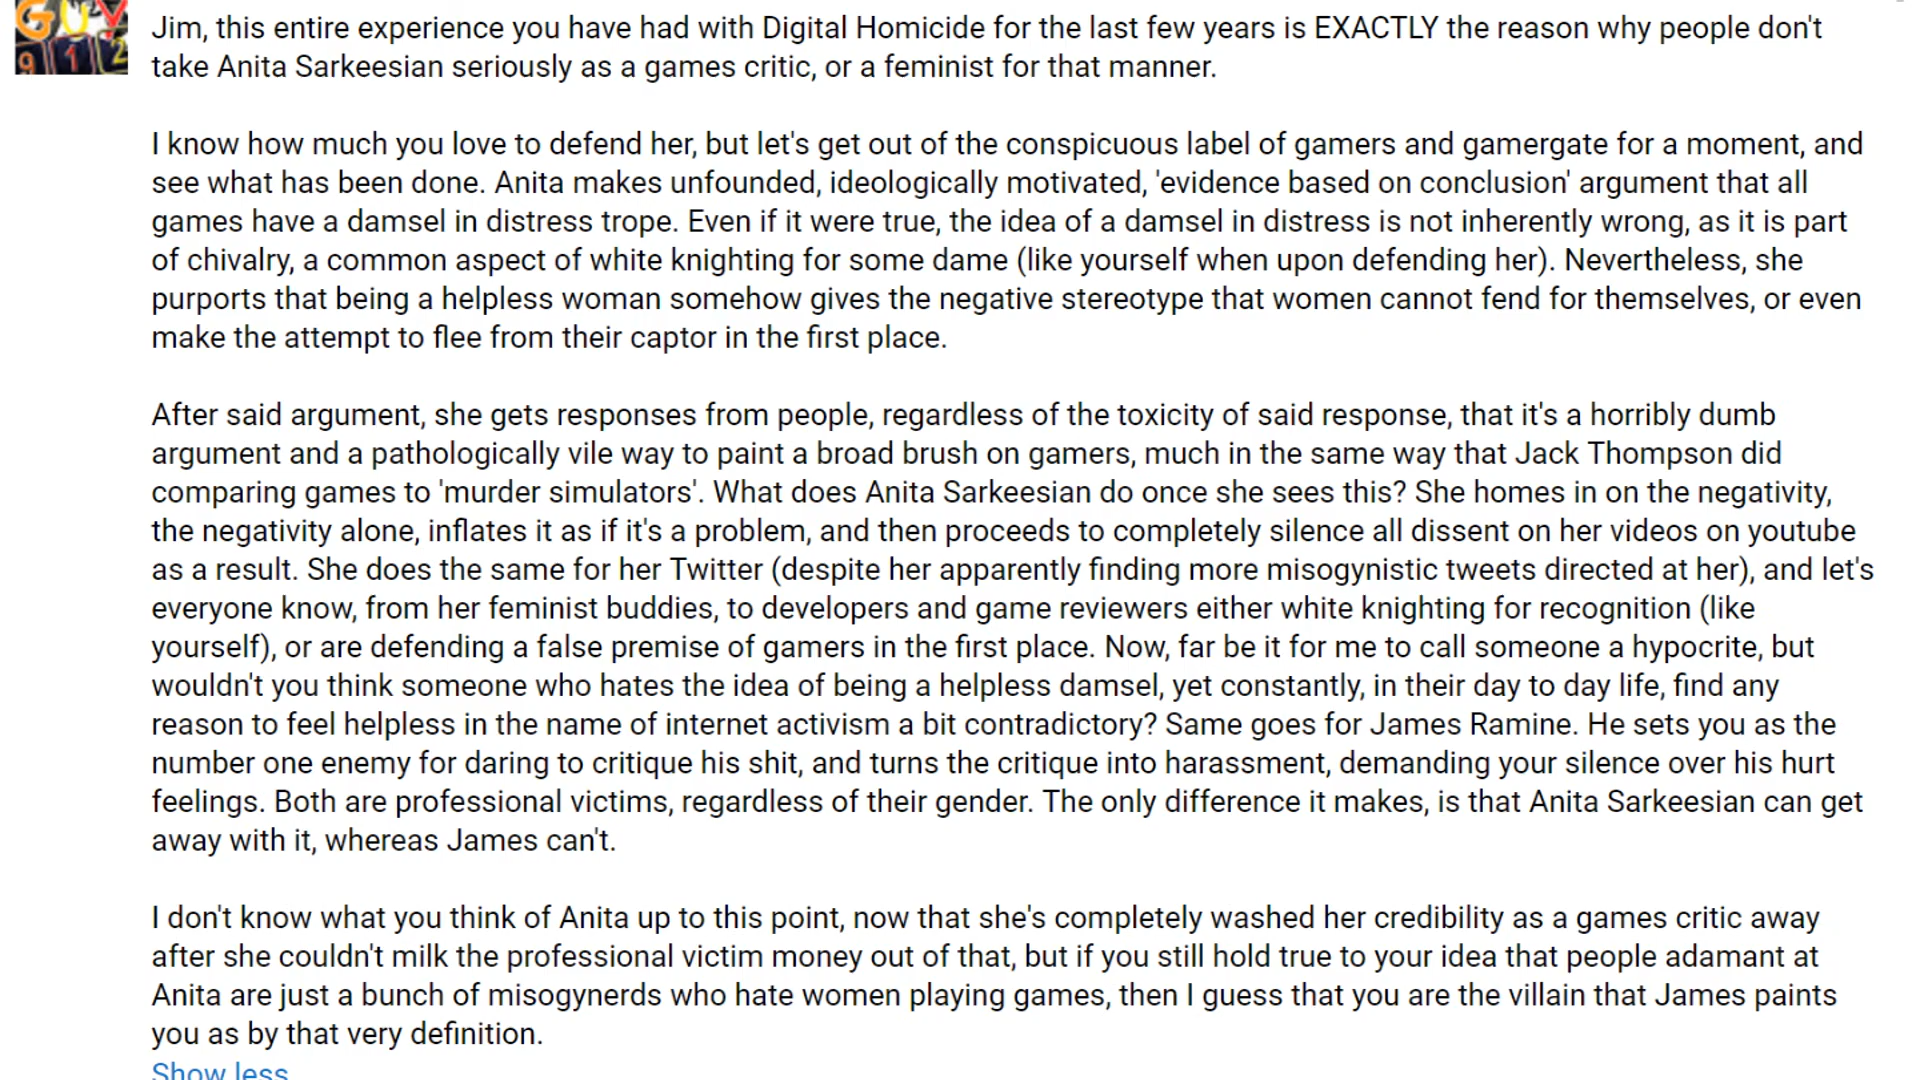 GUY
912
Jim, this entire experience you have had with Digital Homicide for the last few years is EXACTLY the reason why people don't
take Anita Sarkeesian seriously as a games critic, or a feminist for that manner.
I know how much you love to defend her, but let's get out of the conspicuous label of gamers and gamergate for a moment, and
see what has been done. Anita makes unfounded, ideologically motivated, 'evidence based on conclusion' argument that all
games have a damsel in distress trope. Even if it were true, the idea of a damsel in distress is not inherently wrong, as it is part
of chivalry, a common aspect of white knighting for some dame (like yourself when upon defending her). Nevertheless, she
purports that being a helpless woman somehow gives the negative stereotype that women cannot fend for themselves, or even
make the attempt to flee from their captor in the first place.
After said argument, she gets responses from people, regardless of the toxicity of said response, that it's a horribly dumb
argument and a pathologically vile way to paint a broad brush on gamers, much in the same way that Jack Thompson did
comparing games to 'murder simulators'. What does Anita Sarkeesian do once she sees this? She homes in on the negativity,
the negativity alone, inflates it as if it's a problem, and then proceeds to completely silence all dissent on her videos on youtube
as a result. She does the same for her Twitter (despite her apparently finding more misogynistic tweets directed at her), and let's
everyone know, from her feminist buddies, to developers and game reviewers either white knighting for recognition (like
yourself), or are defending a false premise of gamers in the first place. Now, far be it for me to call someone a hypocrite, but
wouldn't you think someone who hates the idea of being a helpless damsel, yet constantly, in their day to day life, find any
reason to feel helpless in the name of internet activism a bit contradictory? Same goes for James Ramine. He sets you as the
number one enemy for daring to critique his shit, and turns the critique into harassment, demanding your silence over his hurt
feelings. Both are professional victims, regardless of their gender. The only difference it makes, is that Anita Sarkeesian can get
away with it, whereas James can't.
I don't know what you think of Anita up to this point, now that she's completely washed her credibility as a games critic away
after she couldn't milk the professional victim money out of that, but if you still hold true to your idea that people adamant at
Anita are just a bunch of misogynerds who hate women playing games, then I guess that you are the villain that James paints
you as by that very definition.
Show less